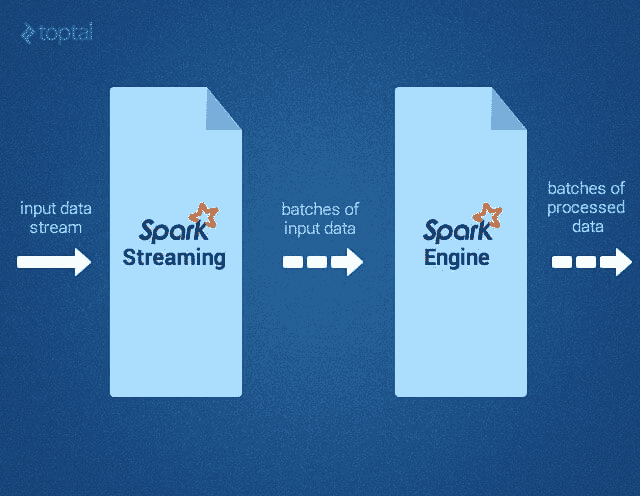 toptal
input data
stream
Spark
Streaming
batches of
input data
Spark
Engine
batches of
processed
data